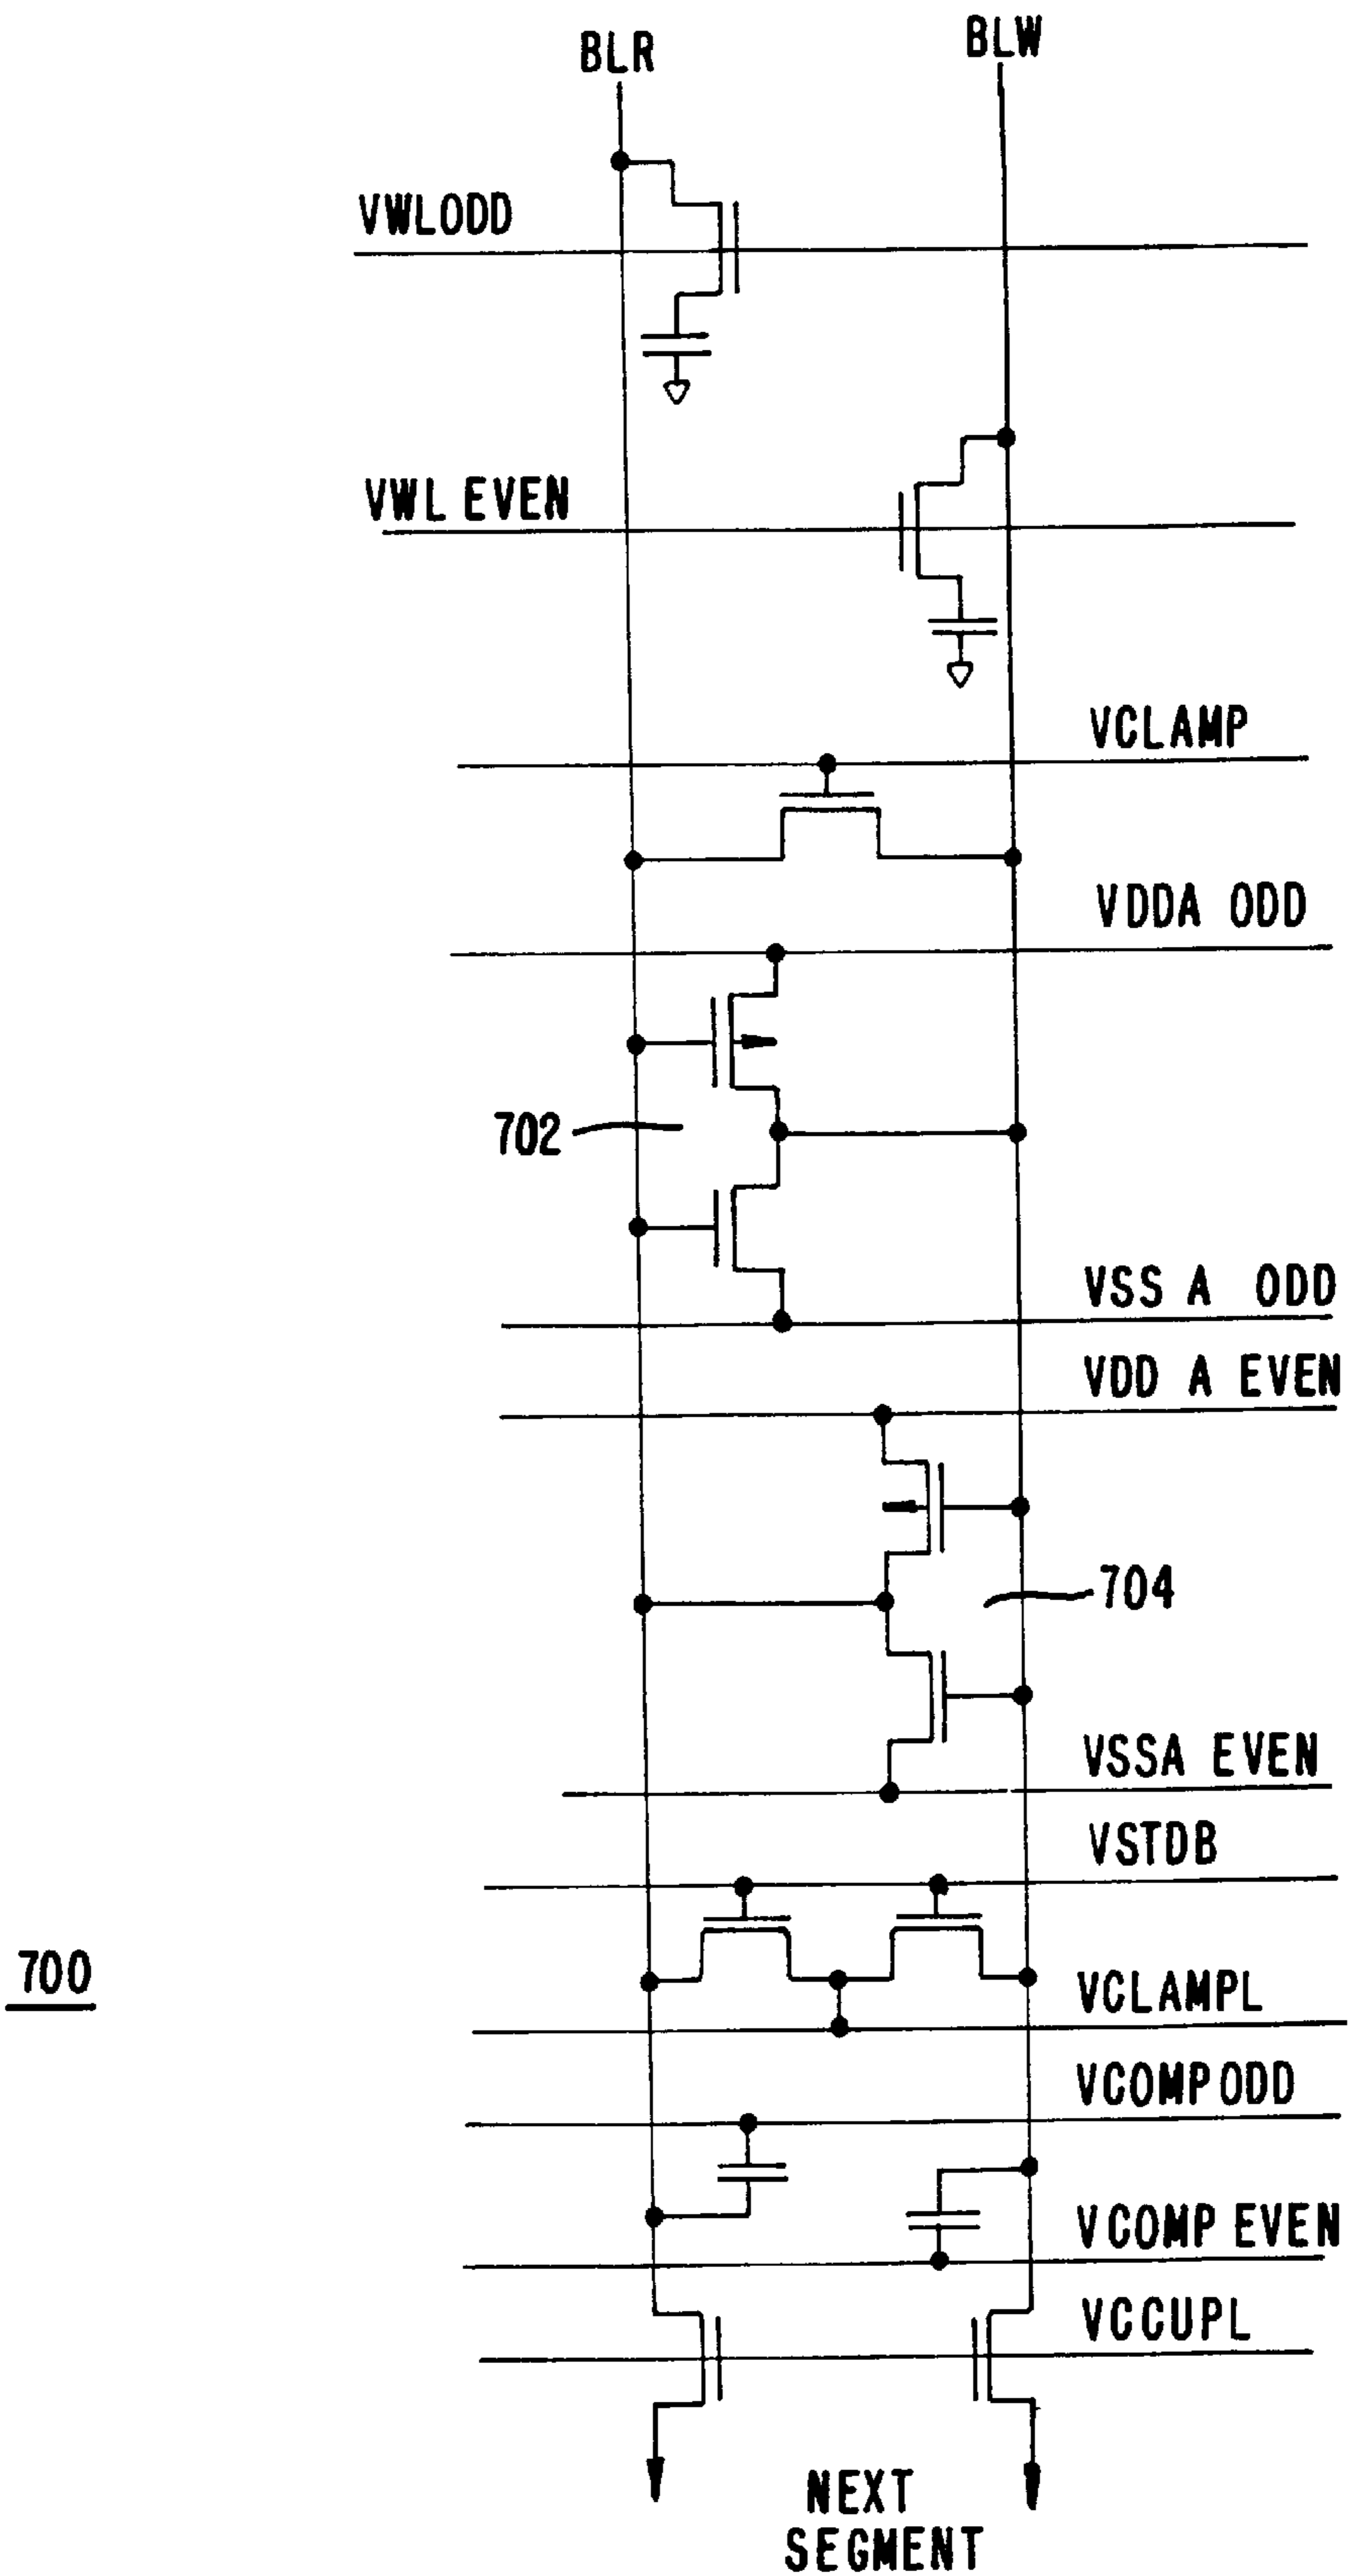 BLR
BLW
VWLODD
VWL EVEN
VCLAMP
VDDA ODD
702
VSS A ODD
VDD A EVEN
704
VSSA EVEN
VSTDB
700
VCLAMPL
VCOMP ODD
VCOMP EVEN
VCCUPL
NEXT
SEGMENT